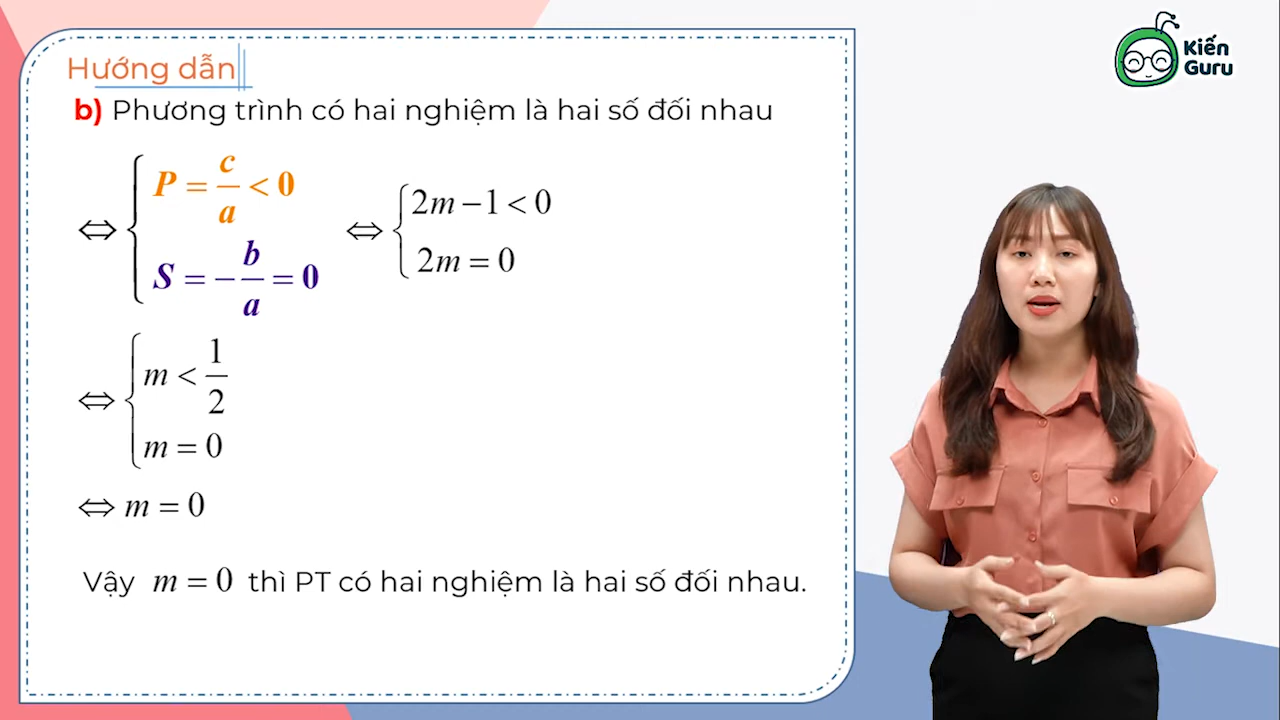 Kiến
Guru
Hướng dẫn
b) Phương trình có hai nghiệm là hai số đối nhau
⇔ { P = c/a < 0 ; S = −b/a = 0 ⇔ { 2m − 1 < 0 ; 2m = 0
⇔ { m < 1/2 ; m = 0
⇔ m = 0
Vậy m = 0 thì PT có hai nghiệm là hai số đối nhau.